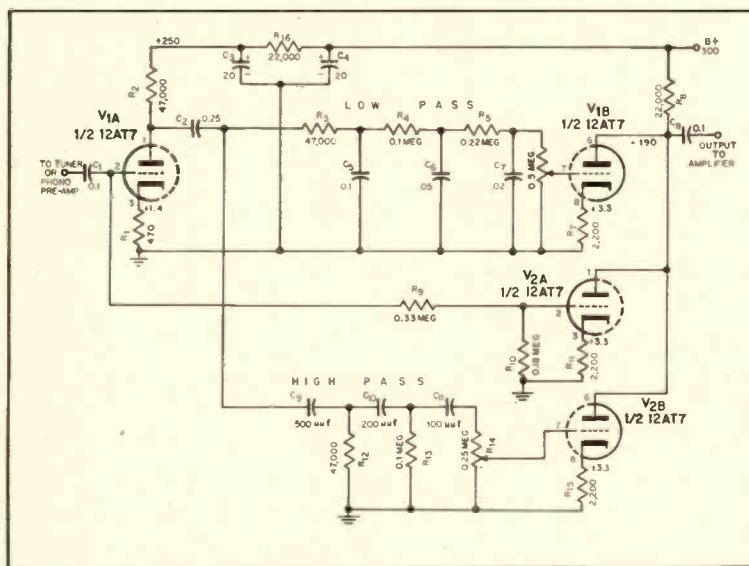 +250
R16
22,000
B+
300
C3
20
C4
20
R2
47,000
R8
22,000
C2
0.25
LOW PASS
R3
47,000
R4
0.1 MEG
R5
0.22 MEG
V1A
1/2 12AT7
V1B
1/2 12AT7
1
6
C8
0.1
- 190
OUTPUT
TO
AMPLIFIER
TO TUNER
OR
PHONO
PRE-AMP
C1
0.1
2
3
+1.4
R1
470
C5
0.1
C6
.05
C7
.02
0.5 MEG
7
8
+3.3
R7
2,200
V2A
1/2 12AT7
1
2
3
+3.3
R9
0.33 MEG
R10
0.18 MEG
R11
2,200
HIGH PASS
C9
500 µµf
C10
200 µµf
C11
100 µµf
V2B
1/2 12AT7
6
7
8
+3.3
R12
47,000
0.1 MEG
R13
0.25 MEG
R14
R15
2,200